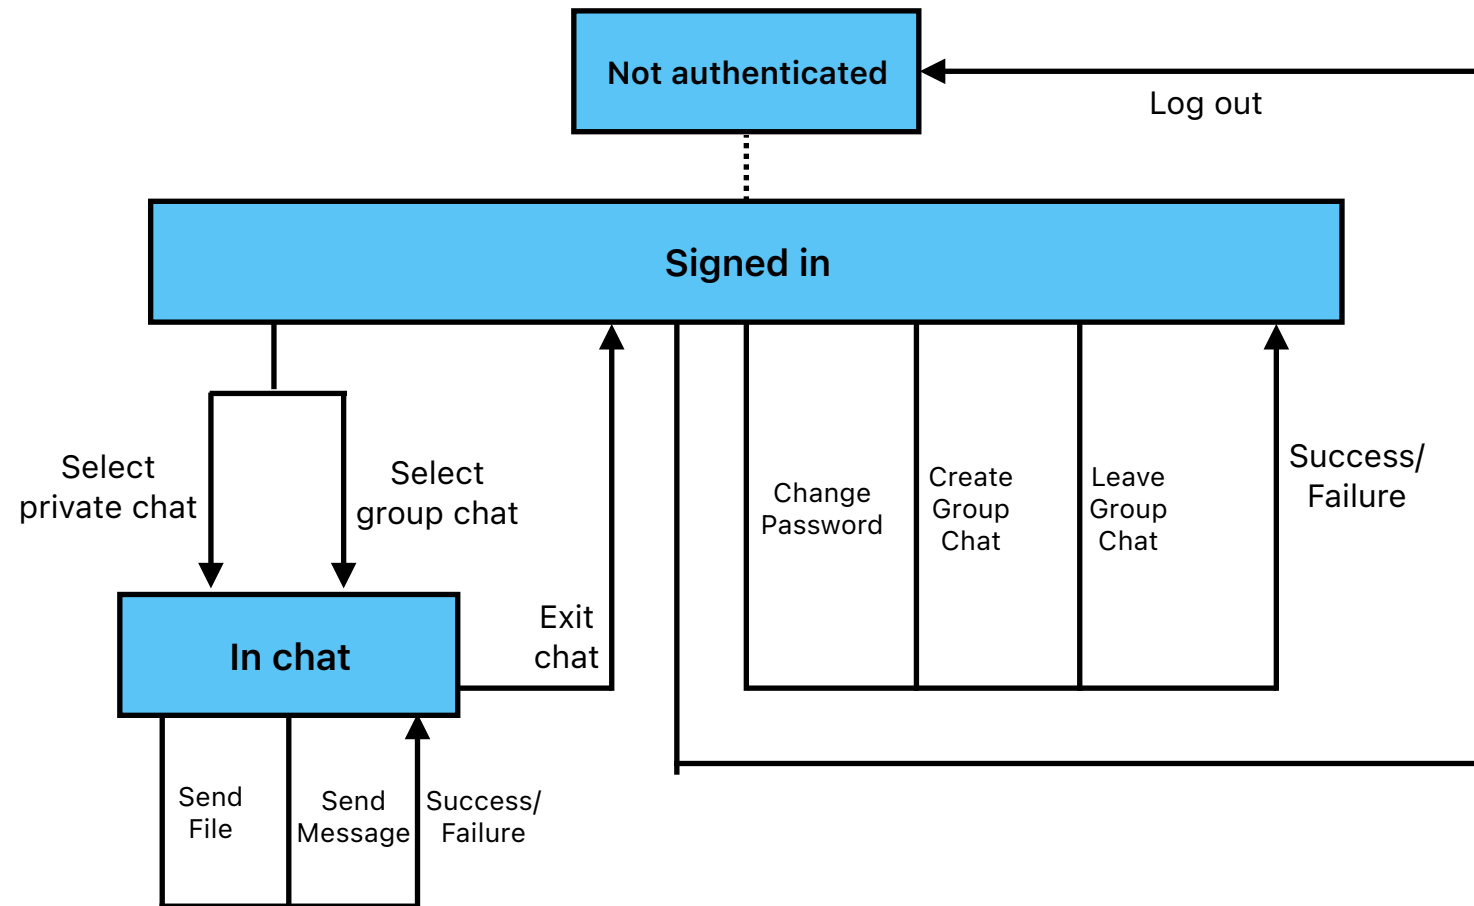 Not authenticated
Log out
Signed in
Select
private chat
Select
group chat
Exit
chat
Change
Password
Create
Group
Chat
Leave
Group
Chat
Success/
Failure
In chat
Send
File
Send
Message
Success/
Failure